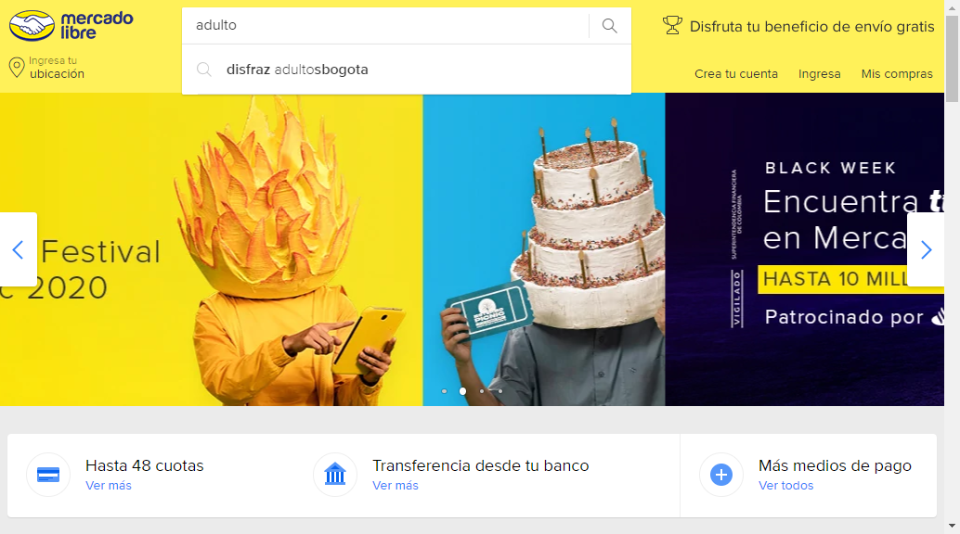 mercado
libre
adulto
Disfruta tu beneficio de envío gratis
Ingresa tu
ubicación
disfraz adultosbogota
Crea tu cuenta
Ingresa
Mis compras
Festival
2020
PICNIC
VIGILADO
SUPERINTENDENCIA FINANCIERA
DE COLOMBIA
BLACK WEEK
Encuentra
en Merca
HASTA 10 MILL
Patrocinado por
Hasta 48 cuotas
Ver más
Transferencia desde tu banco
Ver más
Más medios de pago
Ver todos